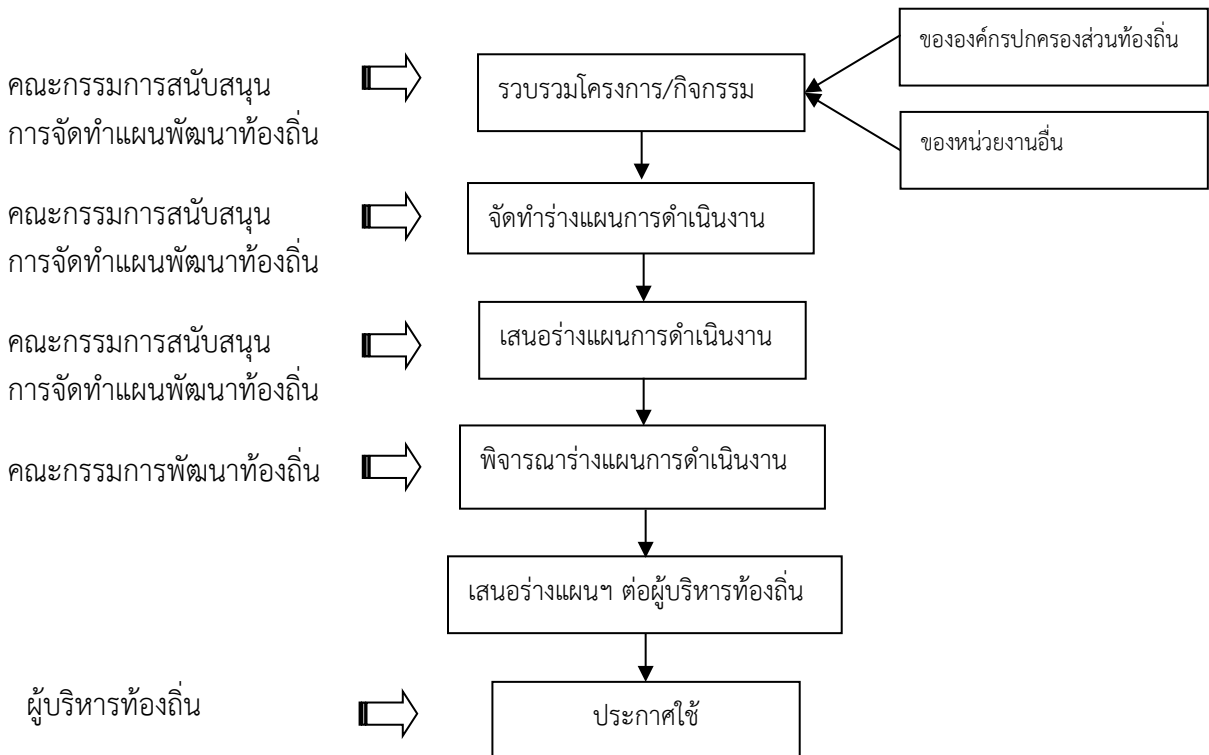 ขององค์กรปกครองส่วนท้องถิ่น
คณะกรรมการสนับสนุน
การจัดทำแผนพัฒนาท้องถิ่น
รวบรวมโครงการ/กิจกรรม
ของหน่วยงานอื่น
คณะกรรมการสนับสนุน
การจัดทำแผนพัฒนาท้องถิ่น
จัดทำร่างแผนการดำเนินงาน
คณะกรรมการสนับสนุน
การจัดทำแผนพัฒนาท้องถิ่น
เสนอร่างแผนการดำเนินงาน
คณะกรรมการพัฒนาท้องถิ่น
พิจารณาร่างแผนการดำเนินงาน
เสนอร่างแผนฯ ต่อผู้บริหารท้องถิ่น
ผู้บริหารท้องถิ่น
ประกาศใช้